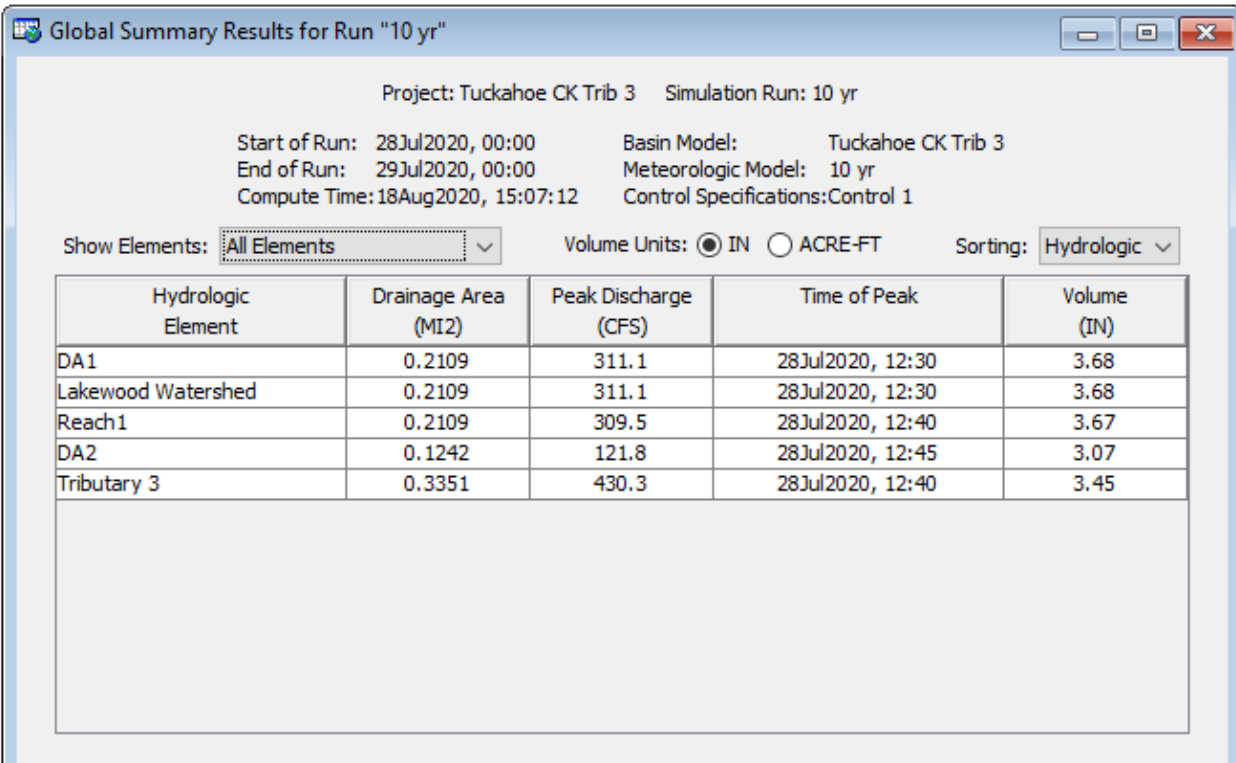 Global Summary Results for Run "10 yr"
Project: Tuckahoe CK Trib 3 Simulation Run: 10 yr
Start of Run: 28Jul2020, 00:00 Basin Model: Tuckahoe CK Trib 3
End of Run: 29Jul2020, 00:00 Meteorologic Model: 10 yr
Compute Time:18Aug2020, 15:07:12 Control Specifications:Control 1
Show Elements: All Elements Volume Units: IN ACRE-FT Sorting: Hydrologic
Hydrologic Drainage Area Peak Discharge Time of Peak Volume
Element (MI2) (CFS) (IN)
DA1 0.2109 311.1 28Jul2020, 12:30 3.68
Lakewood Watershed 0.2109 311.1 28Jul2020, 12:30 3.68
Reach1 0.2109 309.5 28Jul2020, 12:40 3.67
DA2 0.1242 121.8 28Jul2020, 12:45 3.07
Tributary 3 0.3351 430.3 28Jul2020, 12:40 3.45